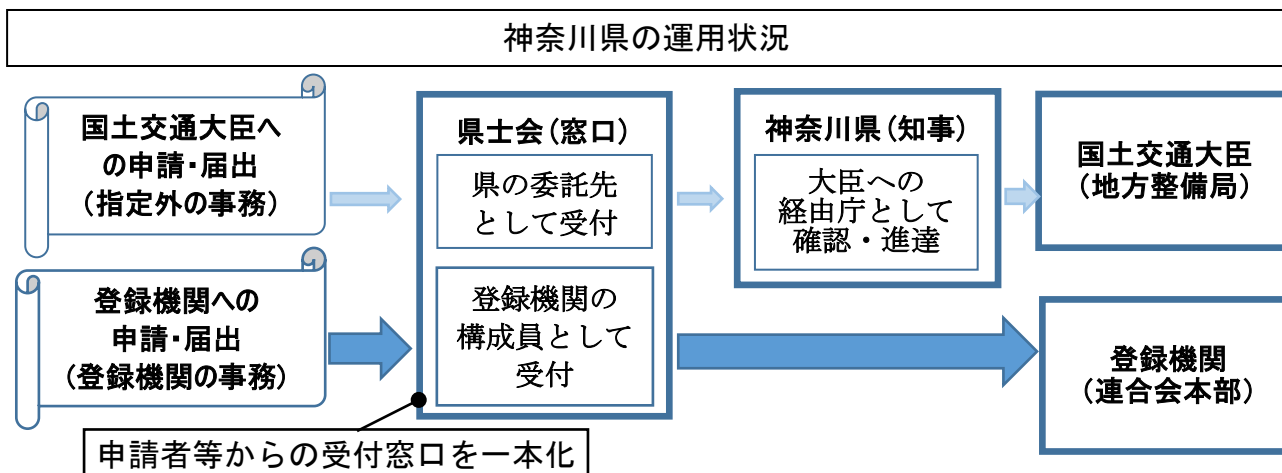 神奈川県の運用状況
国土交通大臣へ
の申請・届出
(指定外の事務)
県士会(窓口)
県の委託先
として受付
神奈川県(知事)
大臣への
経由庁として
確認・進達
国土交通大臣
(地方整備局)
登録機関への
申請・届出
(登録機関の事務)
登録機関の
構成員として
受付
登録機関
(連合会本部)
申請者等からの受付窓口を一本化